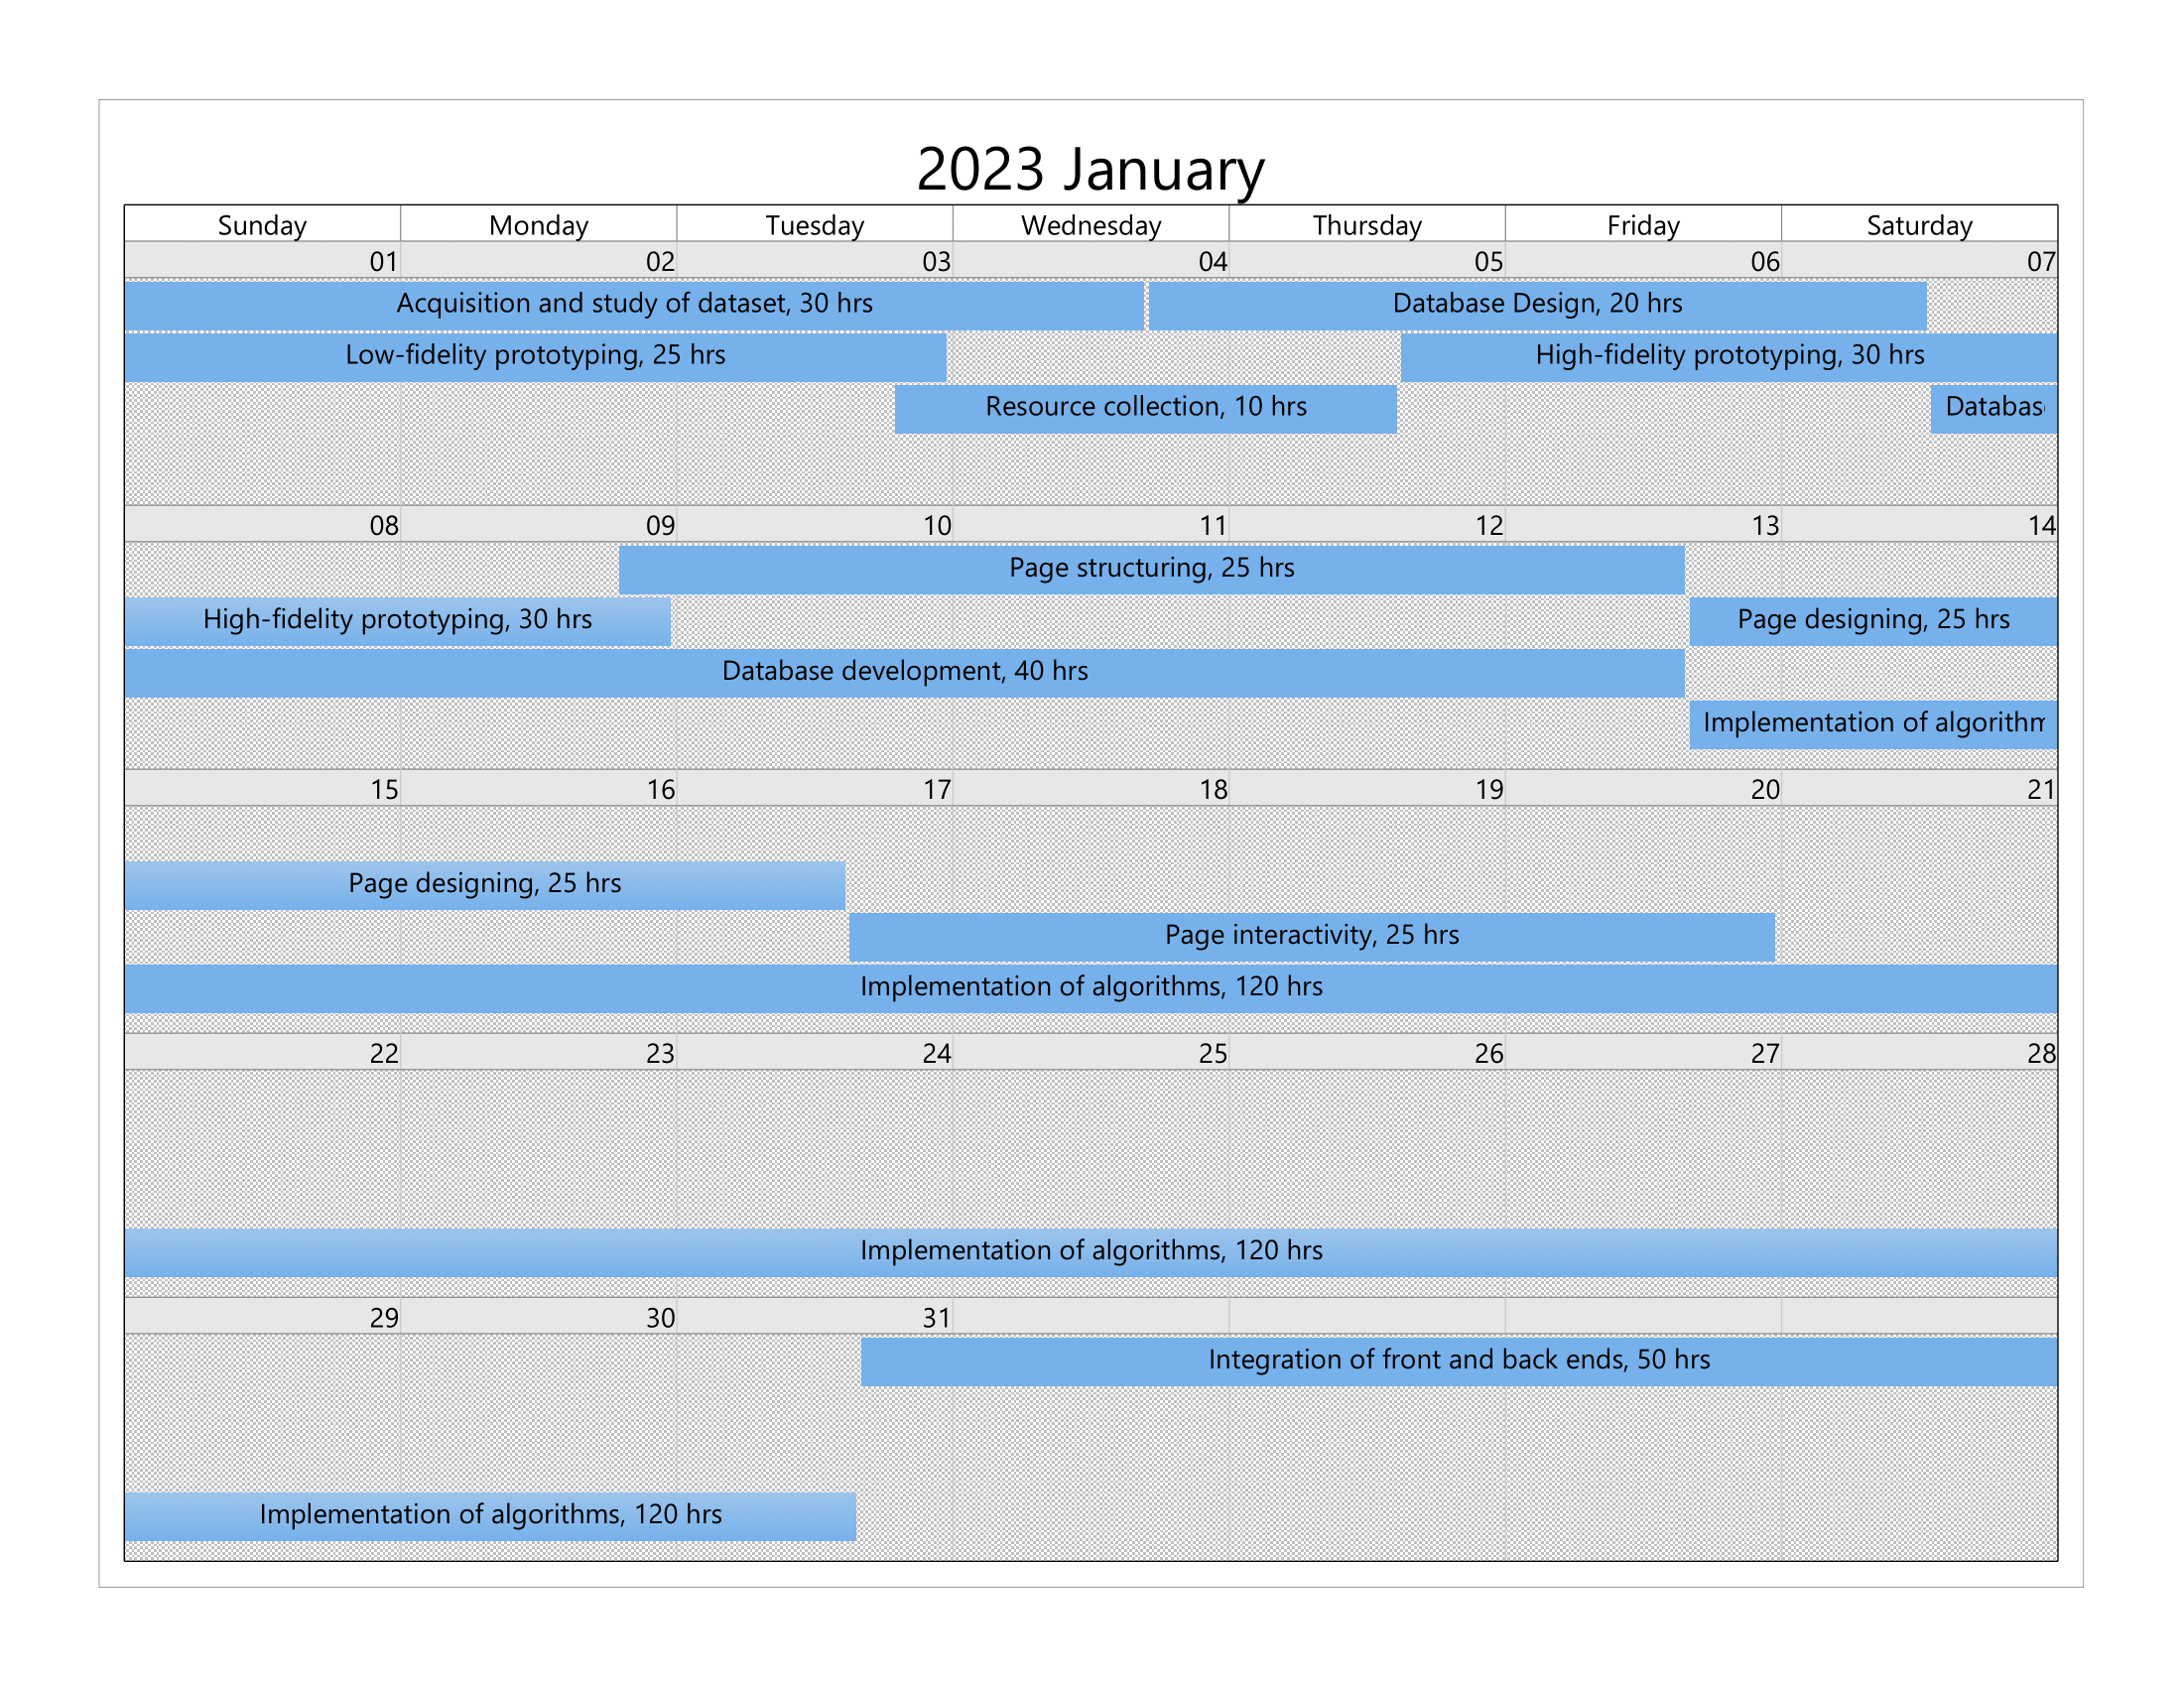 2023 January
Sunday Monday Tuesday Wednesday Thursday Friday Saturday
01 02 03 04 05 06 07
Acquisition and study of dataset, 30 hrs Database Design, 20 hrs
Low-fidelity prototyping, 25 hrs High-fidelity prototyping, 30 hrs
Resource collection, 10 hrs Databas
08 09 10 11 12 13 14
Page structuring, 25 hrs
High-fidelity prototyping, 30 hrs Page designing, 25 hrs
Database development, 40 hrs
Implementation of algorithm
15 16 17 18 19 20 21
Page designing, 25 hrs
Page interactivity, 25 hrs
Implementation of algorithms, 120 hrs
22 23 24 25 26 27 28
Implementation of algorithms, 120 hrs
29 30 31
Integration of front and back ends, 50 hrs
Implementation of algorithms, 120 hrs